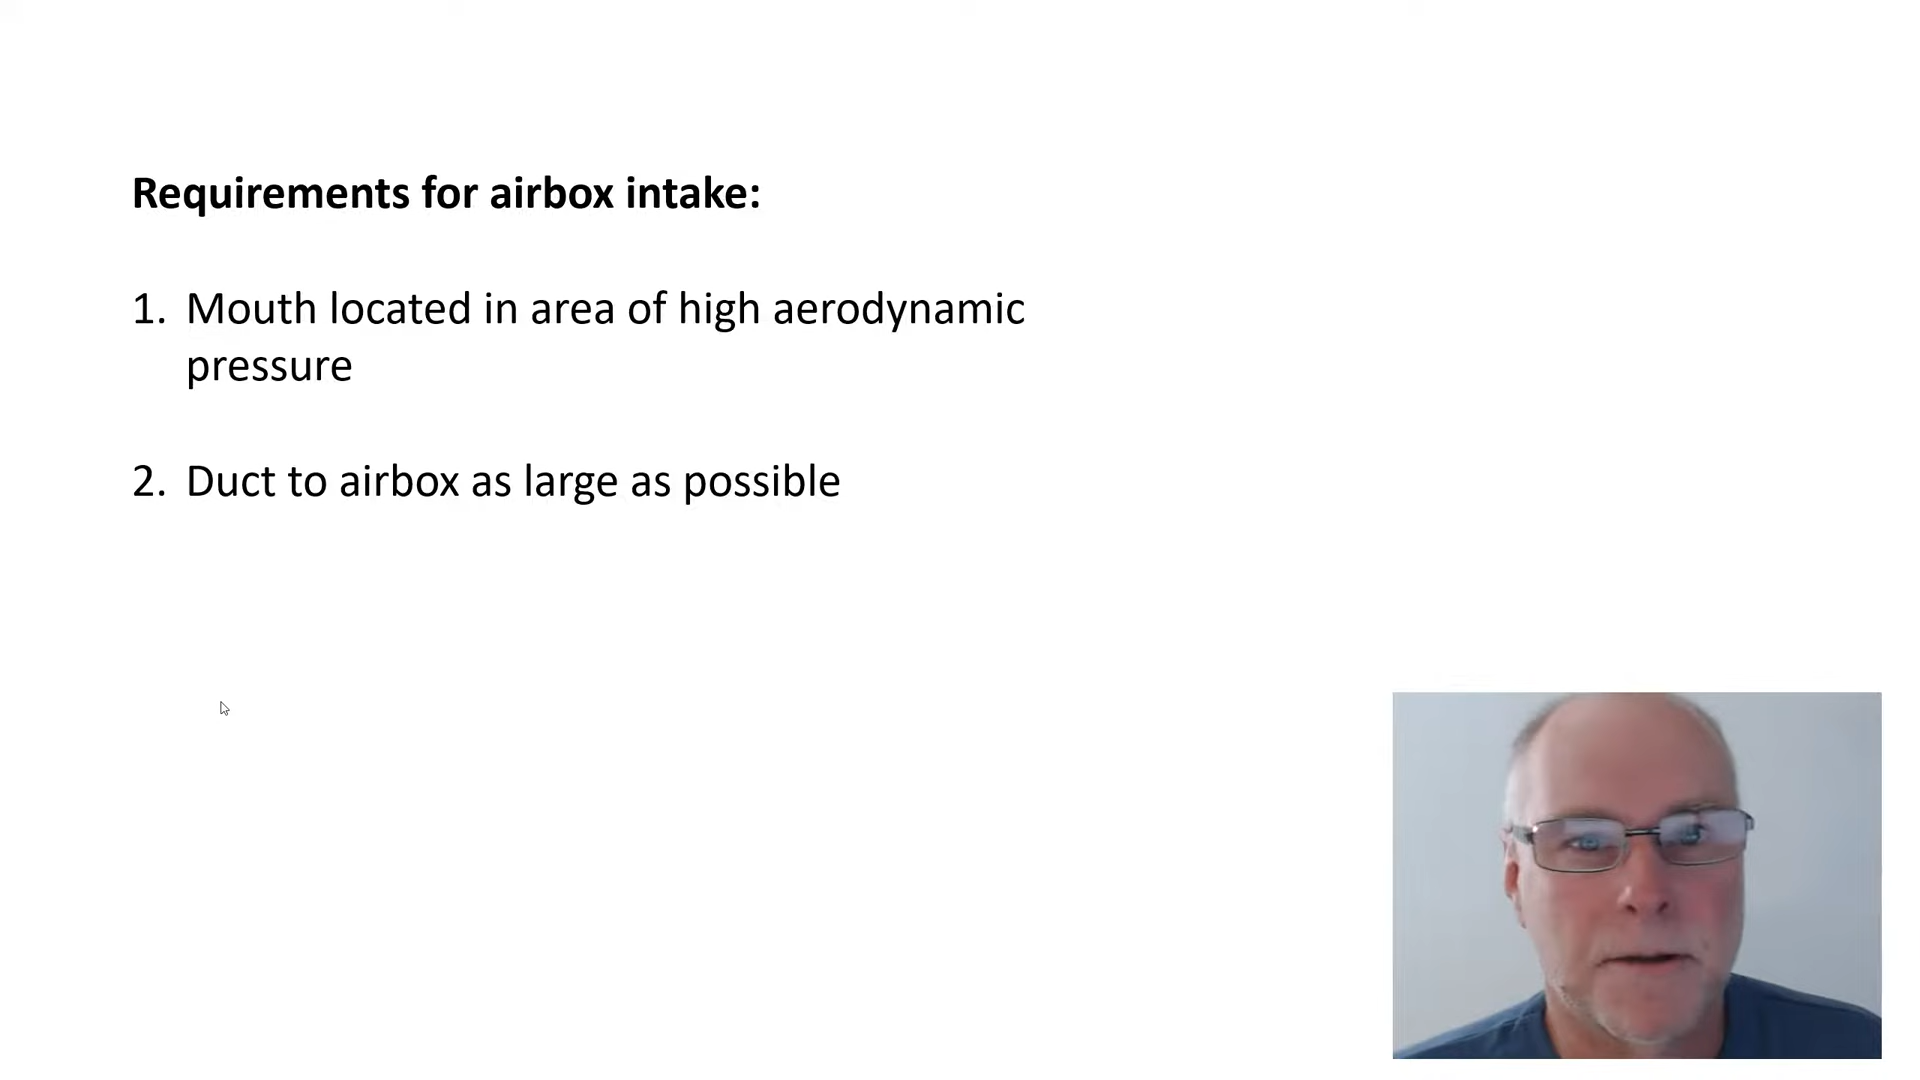 Requirements for airbox intake:
1. Mouth located in area of high aerodynamic
pressure
2. Duct to airbox as large as possible